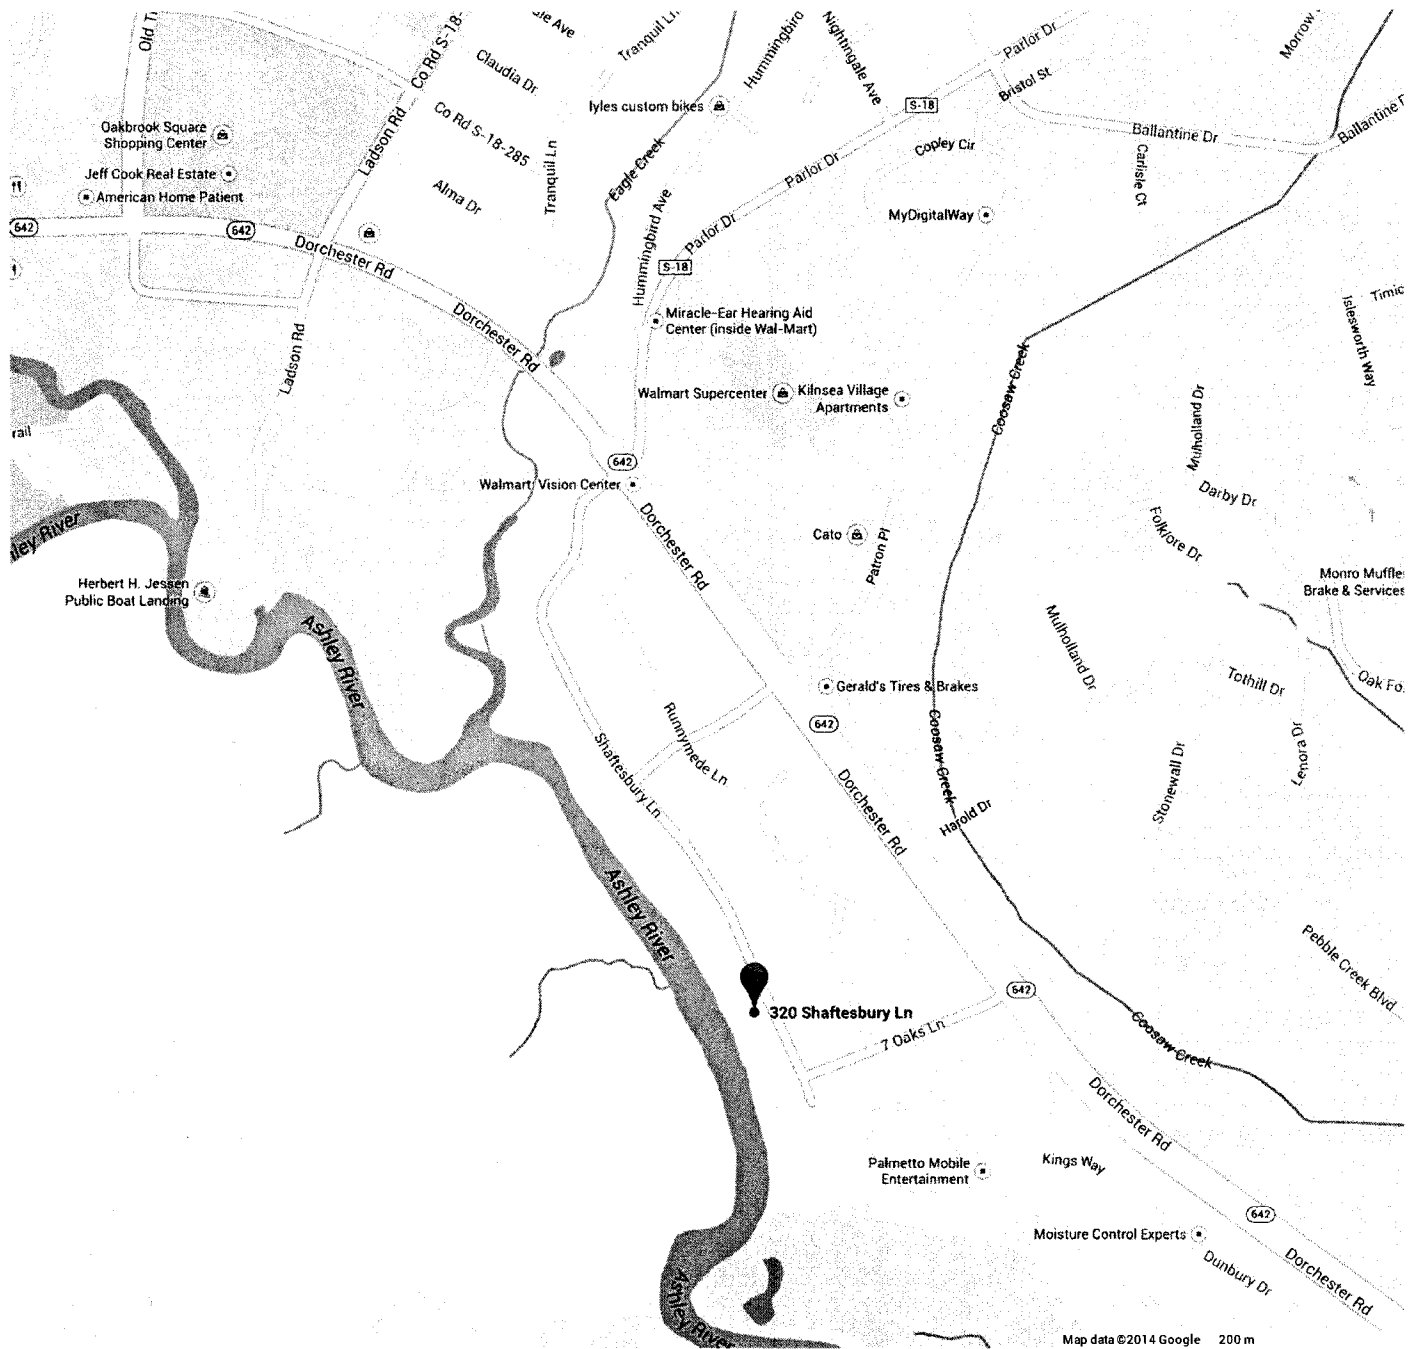 Old T
Co Rd S-18-
gle Ave
Tranquil Ln
Hummingbird
Nightingale Ave
Parlor Dr
Morrow
Claudia Dr
Bristol St
lyles custom bikes
S-18
Oakbrook Square
Shopping Center
Ladson Rd
Co Rd S-18-285
Ballantine Dr
Ballantine D
Copley Cir
Carlisle Ct
Jeff Cook Real Estate
American Home Patient
Alma Dr
Tranquil Ln
Eagle Creek
Parlor Dr
MyDigitalWay
642
642
Dorchester Rd
Hummingbird Ave
Parlor Dr
S-18
Timic
Islesworth Way
Dorchester Rd
Miracle-Ear Hearing Aid
Center (inside Wal-Mart)
Ladson Rd
Coosaw Creek
Walmart Supercenter
Kilnsea Village
Apartments
Mulholland Dr
rail
642
Walmart Vision Center
Darby Dr
Dorchester Rd
Cato
Patron Pl
Folklore Dr
hley River
Herbert H. Jessen
Public Boat Landing
Monro Muffler
Brake & Services
Ashley River
Mulholland Dr
Gerald's Tires & Brakes
Tothill Dr
Oak Fo
642
Runnymede Ln
Shaftesbury Ln
Coosaw Creek
Stonewall Dr
Lenora Dr
Dorchester Rd
Harold Dr
Ashley River
Pebble Creek Blvd
642
320 Shaftesbury Ln
7 Oaks Ln
Coosaw Creek
Dorchester Rd
Palmetto Mobile
Entertainment
Kings Way
642
Moisture Control Experts
Dunbury Dr
Dorchester Rd
Ashley River
Map data ©2014 Google 200 m